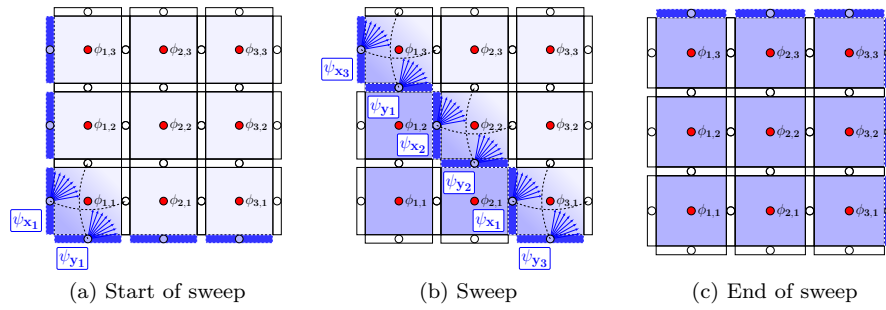 ϕ1,3 ϕ2,3 ϕ3,3
ϕ1,2 ϕ2,2 ϕ3,2
ϕ1,1 ϕ2,1 ϕ3,1
ψx1
ψy1
(a) Start of sweep
ϕ1,3 ϕ2,3 ϕ3,3
ψx3
ψy1
ϕ1,2 ϕ2,2 ϕ3,2
ψx2
ψy2
ϕ1,1 ϕ2,1 ϕ3,1
ψx1
ψy3
(b) Sweep
ϕ1,3 ϕ2,3 ϕ3,3
ϕ1,2 ϕ2,2 ϕ3,2
ϕ1,1 ϕ2,1 ϕ3,1
(c) End of sweep